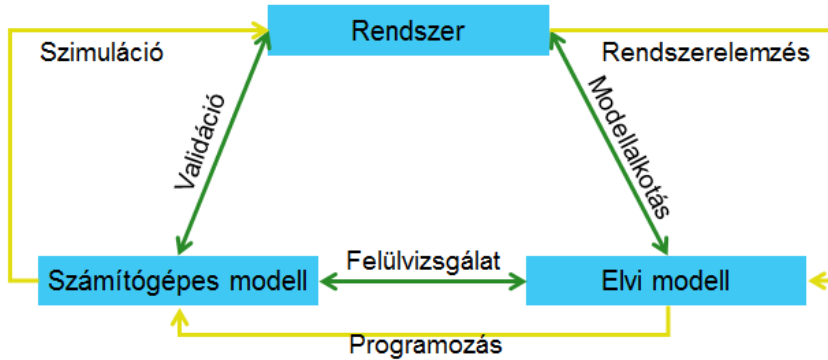 Rendszer
Szimuláció
Rendszerelemzés
Validáció
Modellalkotás
Felülvizsgálat
Számítógépes modell
Elvi modell
Programozás